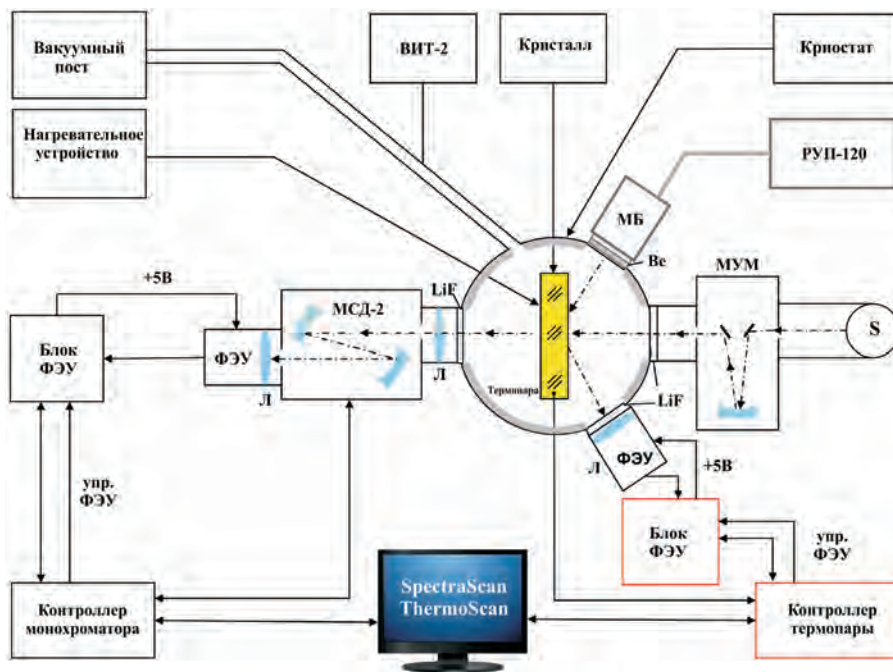 Вакуумный
пост
ВИТ-2
Кристалл
Криостат
Нагревательное
устройство
РУП-120
МБ
Be
МУМ
+5В
LiF
МСД-2
S
Блок
ФЭУ
ФЭУ
Л
Л
Термопара
LiF
Л
ФЭУ
+5В
упр.
ФЭУ
Блок
ФЭУ
упр.
ФЭУ
SpectraScan
ThermoScan
Контроллер
монохроматора
Контроллер
термопары